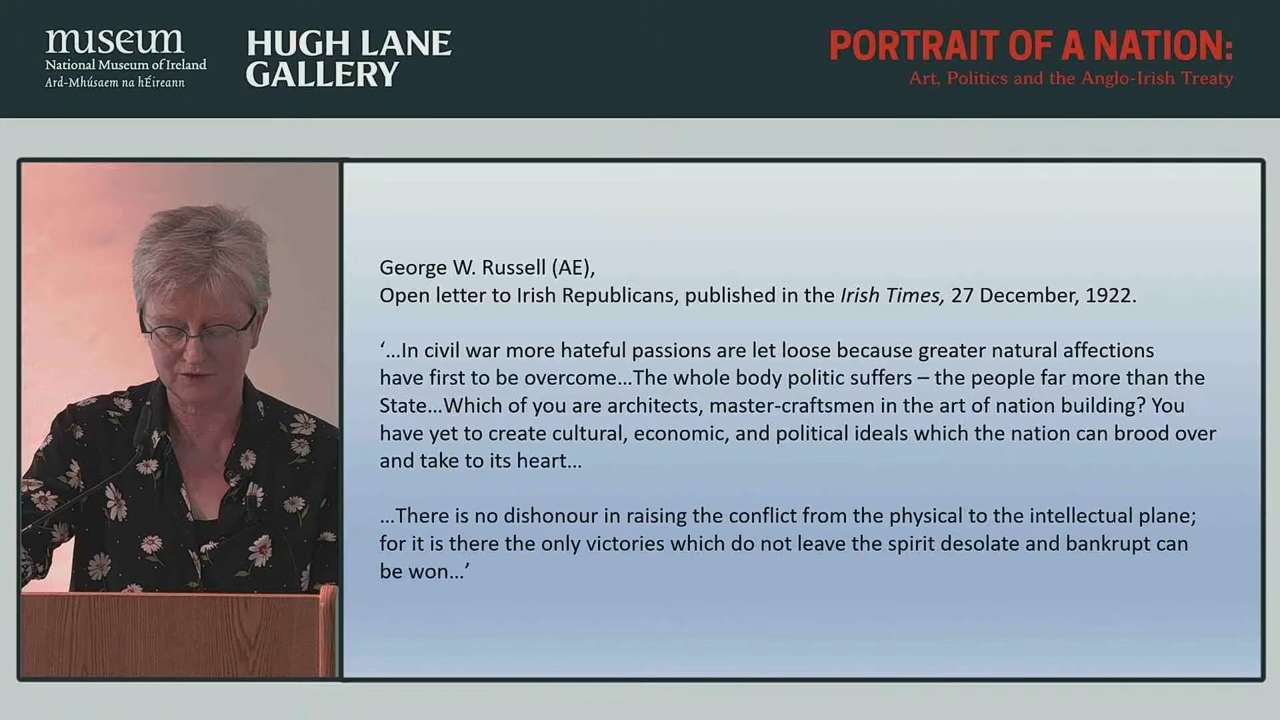 museum
National Museum of Ireland
Ard-Mhúsaem na hÉireann
HUGH LANE
GALLERY
PORTRAIT OF A NATION:
Art, Politics and the Anglo-Irish Treaty
George W. Russell (AE),
Open letter to Irish Republicans, published in the Irish Times, 27 December, 1922.
‘…In civil war more hateful passions are let loose because greater natural affections
have first to be overcome…The whole body politic suffers – the people far more than the
State…Which of you are architects, master-craftsmen in the art of nation building? You
have yet to create cultural, economic, and political ideals which the nation can brood over
and take to its heart…
…There is no dishonour in raising the conflict from the physical to the intellectual plane;
for it is there the only victories which do not leave the spirit desolate and bankrupt can
be won…’